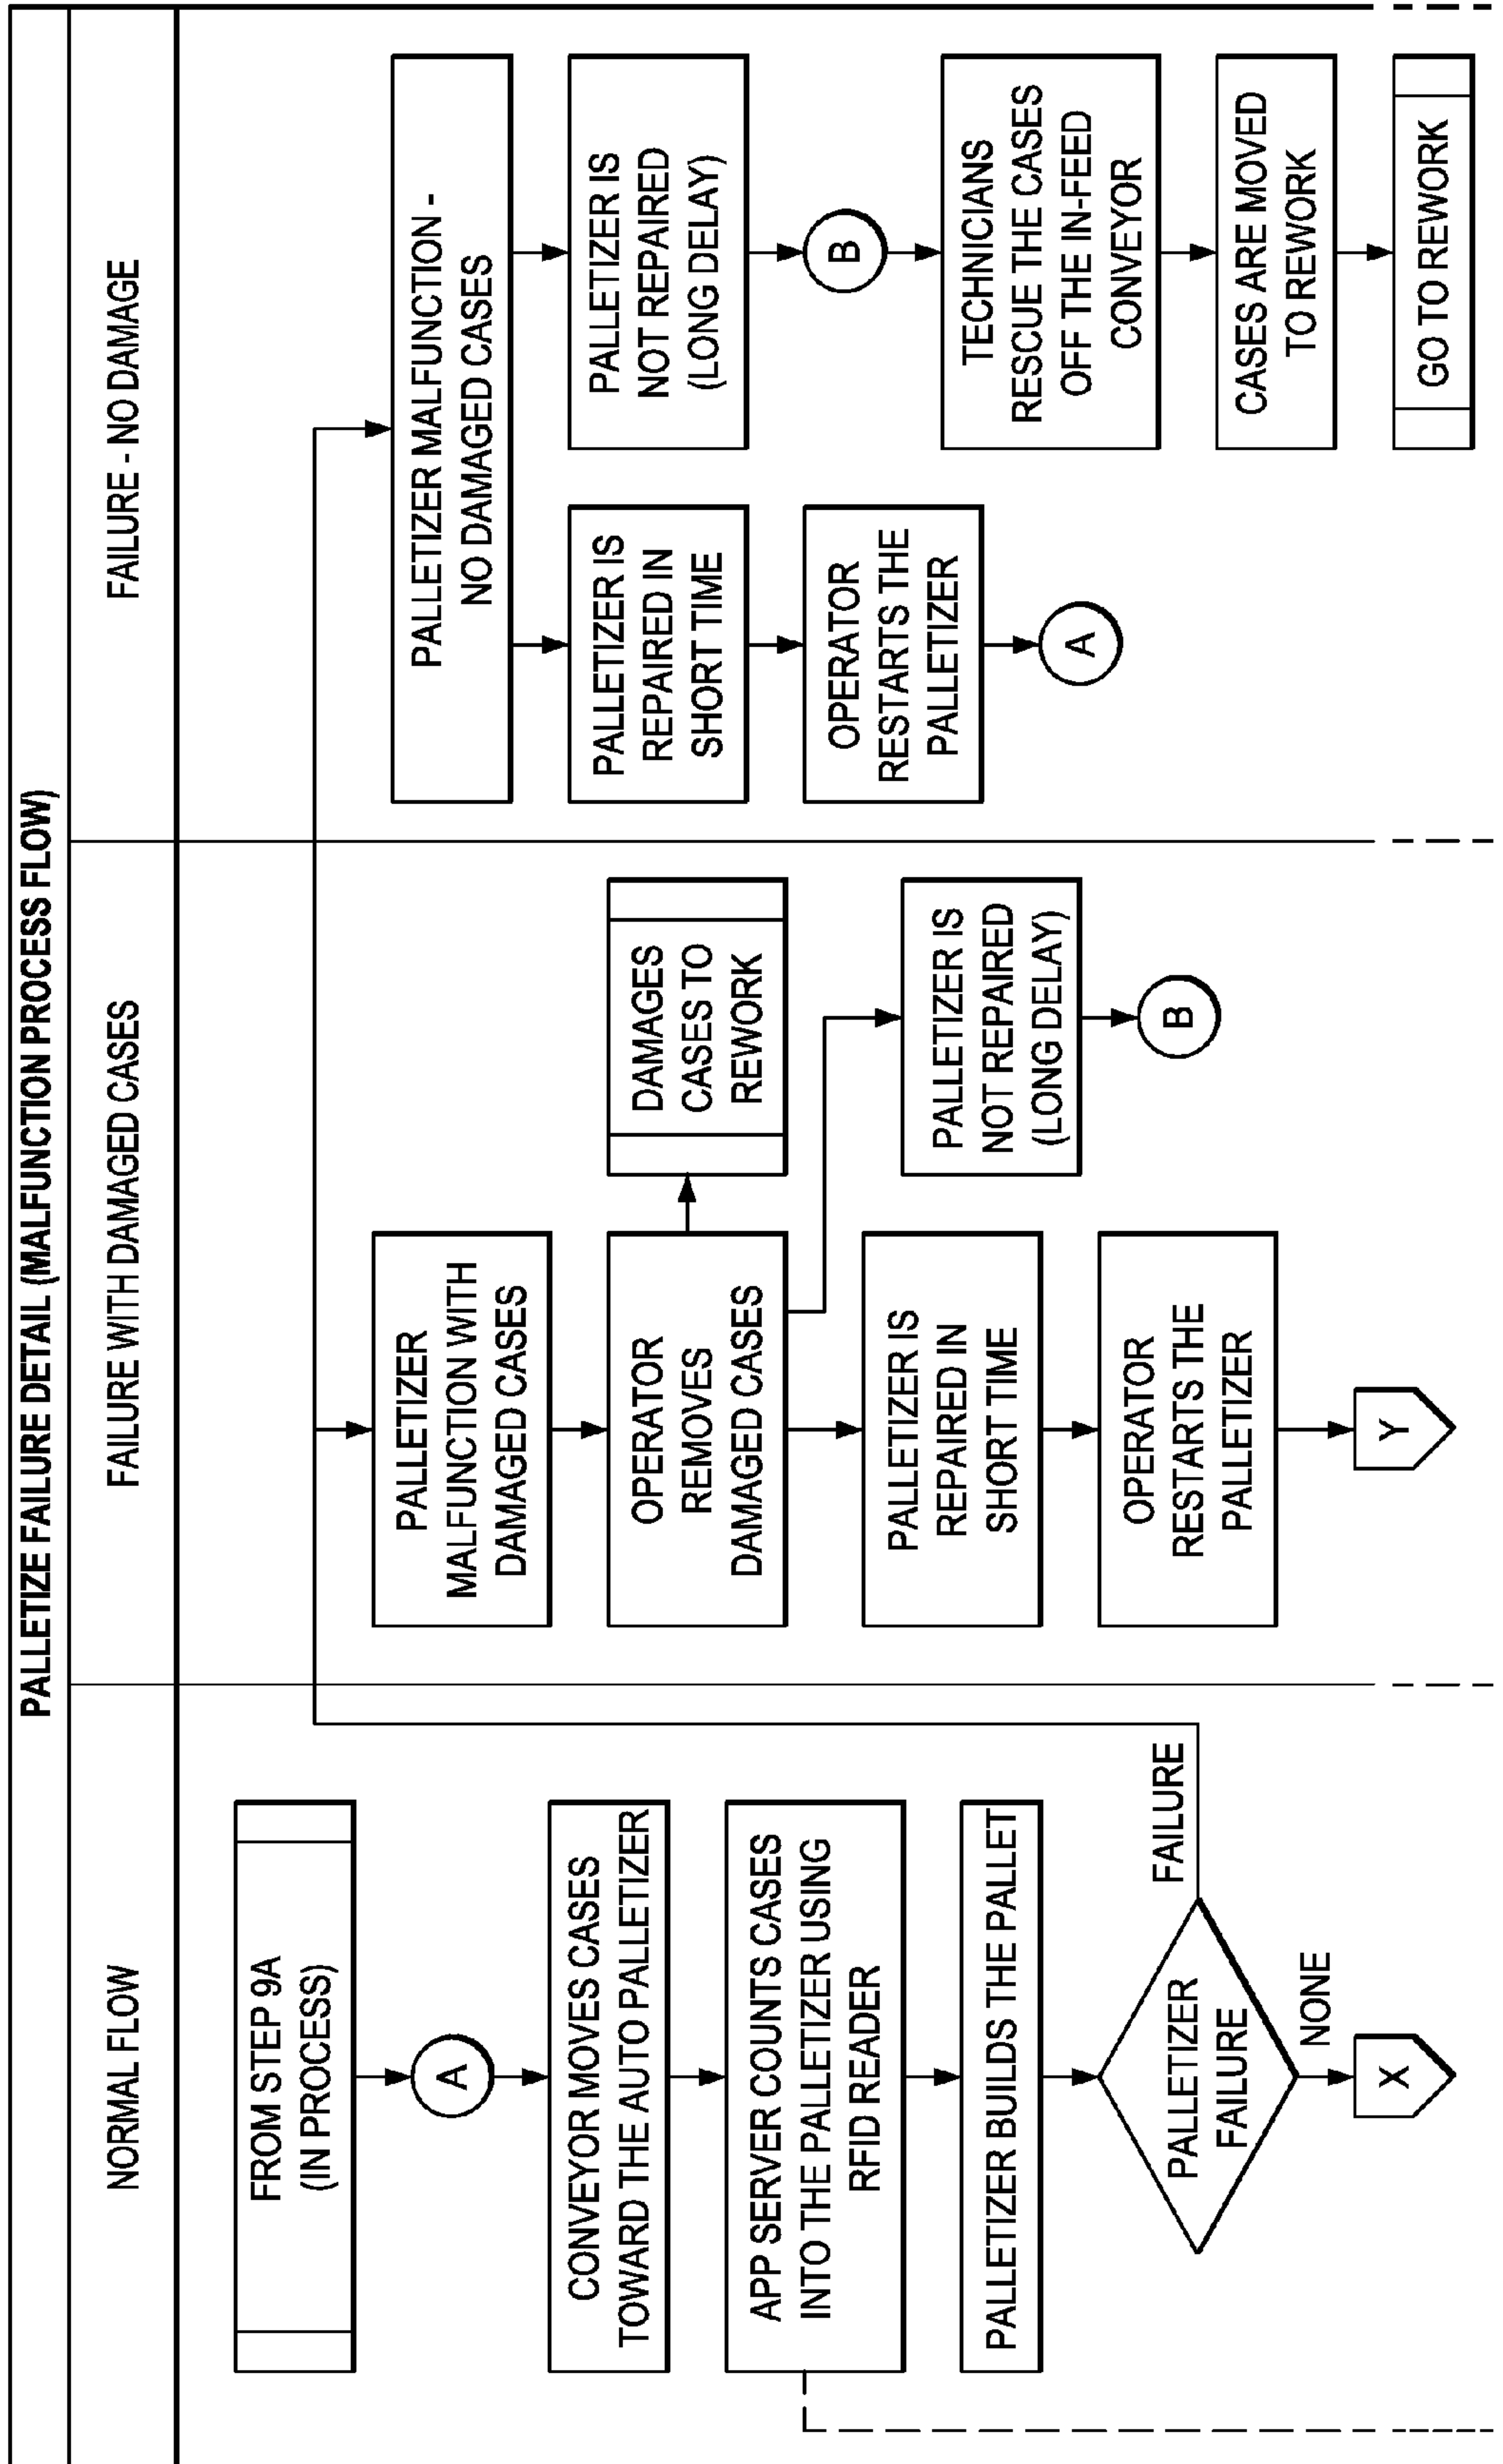 PALLETIZE FAILURE DETAIL (MALFUNCTION PROCESS FLOW)
NORMAL FLOW
FAILURE WITH DAMAGED CASES
FAILURE - NO DAMAGE
FROM STEP 9A
(IN PROCESS)
A
CONVEYOR MOVES CASES
TOWARD THE AUTO PALLETIZER
APP SERVER COUNTS CASES
INTO THE PALLETIZER USING
RFID READER
PALLETIZER BUILDS THE PALLET
PALLETIZER
FAILURE
FAILURE
NONE
X
PALLETIZER
MALFUNCTION WITH
DAMAGED CASES
OPERATOR
REMOVES
DAMAGED CASES
DAMAGES
CASES TO
REWORK
PALLETIZER IS
REPAIRED IN
SHORT TIME
PALLETIZER IS
NOT REPAIRED
(LONG DELAY)
B
OPERATOR
RESTARTS THE
PALLETIZER
Y
PALLETIZER MALFUNCTION -
NO DAMAGED CASES
PALLETIZER IS
REPAIRED IN
SHORT TIME
OPERATOR
RESTARTS THE
PALLETIZER
A
PALLETIZER IS
NOT REPAIRED
(LONG DELAY)
B
TECHNICIANS
RESCUE THE CASES
OFF THE IN-FEED
CONVEYOR
CASES ARE MOVED
TO REWORK
GO TO REWORK